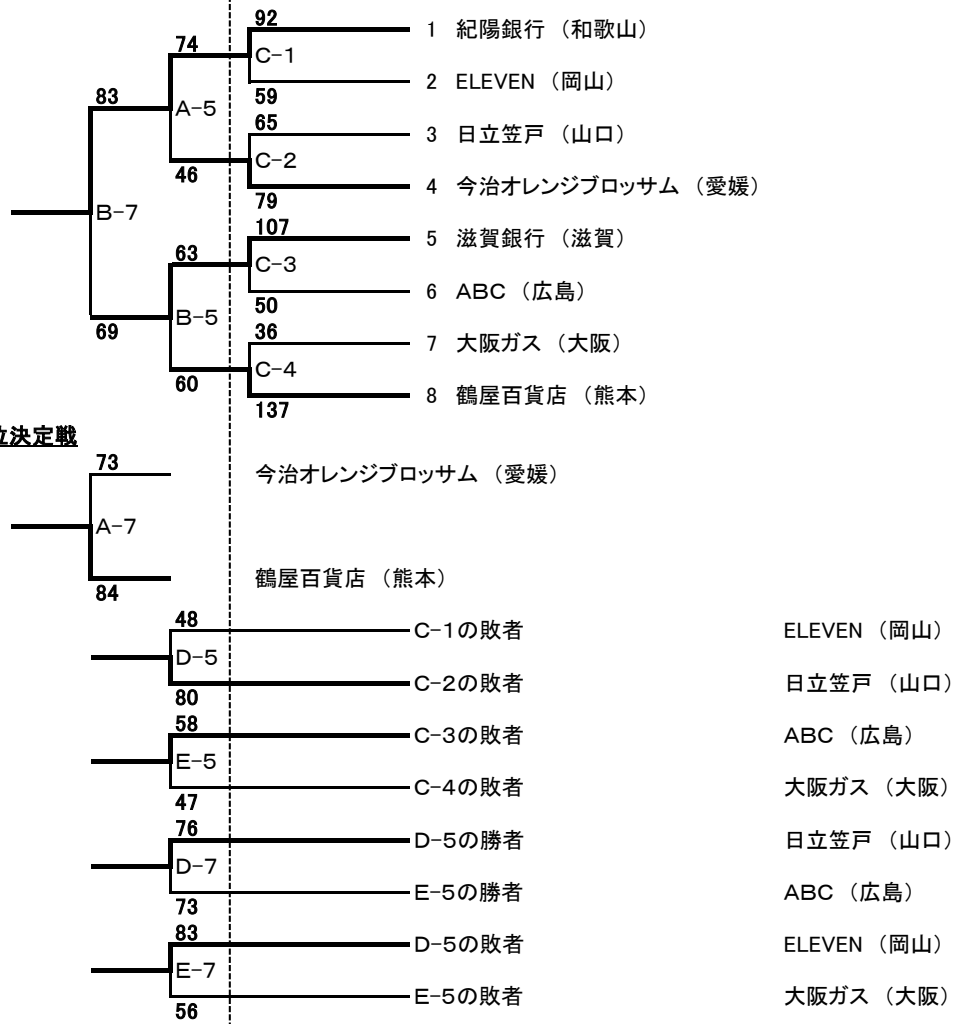 92
1 紀陽銀行 （和歌山）
74
C-1
2 ELEVEN （岡山）
83
59
A-5
65
3 日立笠戸 （山口）
C-2
46
4 今治オレンジブロッサム （愛媛）
79
B-7
107
5 滋賀銀行 （滋賀）
63
C-3
6 ABC （広島）
50
B-5
69
36
7 大阪ガス （大阪）
C-4
60
8 鶴屋百貨店 （熊本）
137
位決定戦
73
今治オレンジブロッサム （愛媛）
A-7
鶴屋百貨店 （熊本）
84
48
C-1の敗者 ELEVEN （岡山）
D-5
C-2の敗者 日立笠戸 （山口）
80
58
C-3の敗者 ABC （広島）
E-5
C-4の敗者 大阪ガス （大阪）
47
76
D-5の勝者 日立笠戸 （山口）
D-7
E-5の勝者 ABC （広島）
73
83
D-5の敗者 ELEVEN （岡山）
E-7
E-5の敗者 大阪ガス （大阪）
56